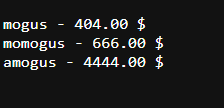 mogus - 404.00 $
momogus - 666.00 $
amogus - 4444.00 $